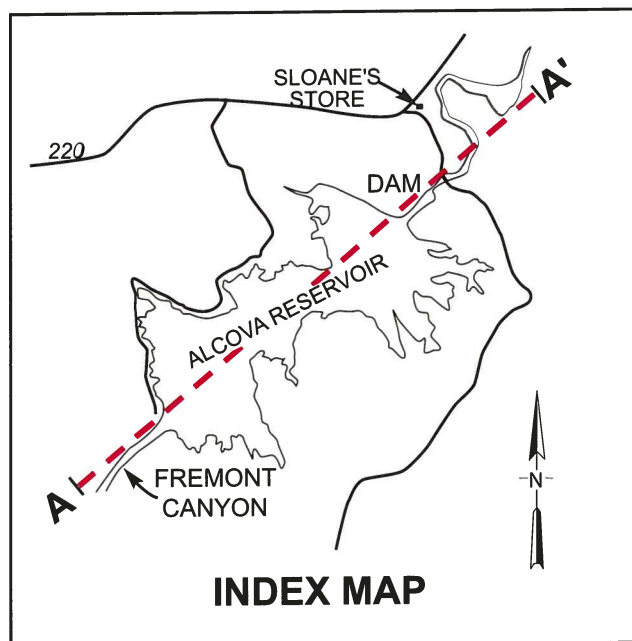 SLOANE'S
STORE
A'
220
DAM
ALCOVA RESERVOIR
A
FREMONT
CANYON
N
INDEX MAP